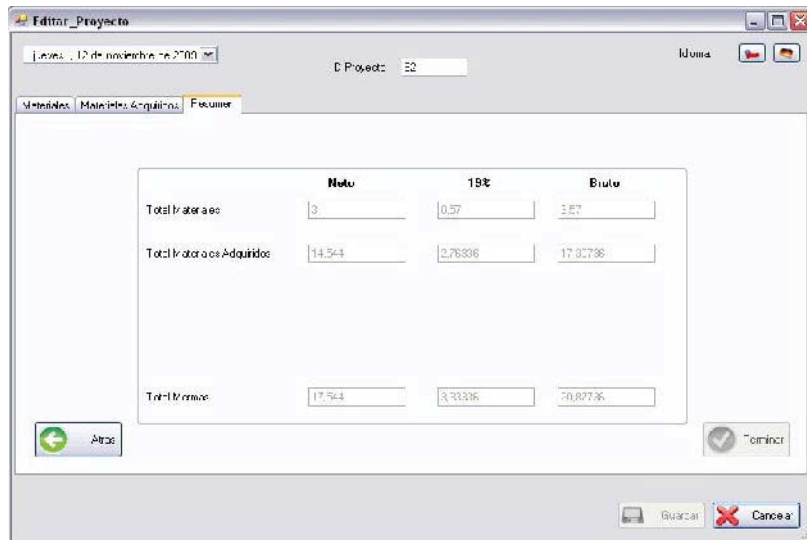 Editar_Proyecto
jueves , 12 de noviembre de 2009
ID Proyecto 62
Idioma
Materiales Materiales Adquiridos Resumen
Neto 19% Bruto
Total Materiales 3 0,57 3,57
Total Materiales Adquiridos 14,544 2,76336 17,30736
Total Mermas 17,544 3,33336 20,87736
Atras
Terminar
Guardar Cancelar